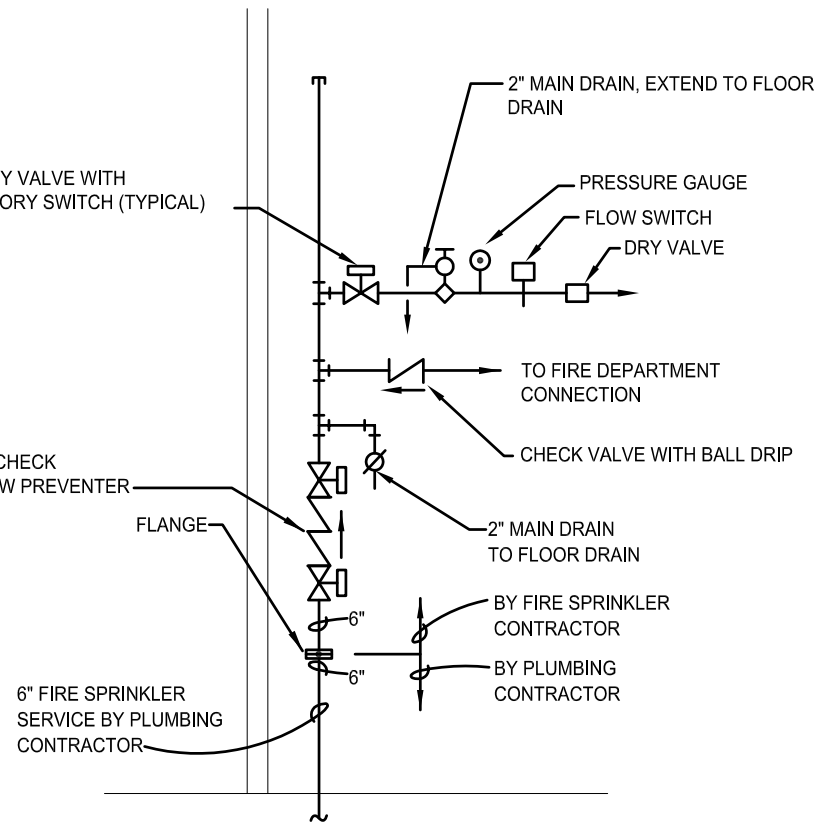 2" MAIN DRAIN, EXTEND TO FLOOR
DRAIN
VALVE WITH
SWITCH (TYPICAL)
PRESSURE GAUGE
FLOW SWITCH
DRY VALVE
TO FIRE DEPARTMENT
CONNECTION
CHECK VALVE WITH BALL DRIP
CHECK
PREVENTER
FLANGE
2" MAIN DRAIN
TO FLOOR DRAIN
6"
6"
BY FIRE SPRINKLER
CONTRACTOR
BY PLUMBING
CONTRACTOR
6" FIRE SPRINKLER
SERVICE BY PLUMBING
CONTRACTOR